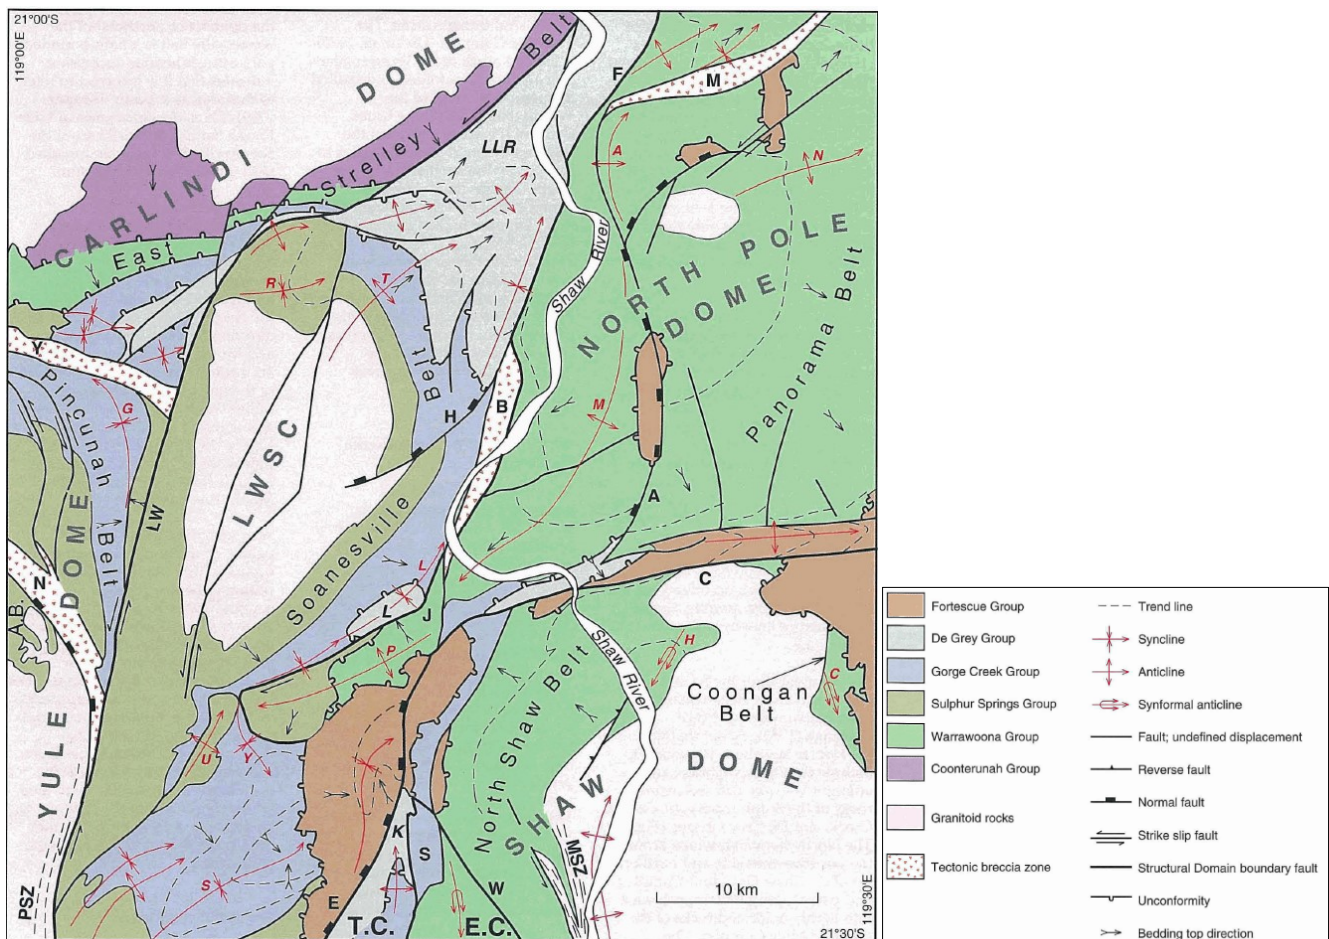 21°00'S
119°00'E
DOME
CARLINDI
Strelley Belt
East
F
M
LLR
A
N
NORTH POLE
DOME
Panorama Belt
Shaw River
R
T
Y
Pincunah Belt
G
Belt
H
B
M
LWSC
LW
A
Soanesville
DOME
N
A.B.
L
L
J
C
P
Shaw River
H
Coongan
Belt
C
North Shaw Belt
YULE
U
Y
SHAW
DOME
K
S
S
MSZ
W
PSZ
E
T.C.
E.C.
10 km
119°30'E
21°30'S
Fortescue Group
De Grey Group
Gorge Creek Group
Sulphur Springs Group
Warrawoona Group
Coonterunah Group
Granitoid rocks
Tectonic breccia zone
Trend line
Syncline
Anticline
Synformal anticline
Fault; undefined displacement
Reverse fault
Normal fault
Strike slip fault
Structural Domain boundary fault
Unconformity
Bedding top direction